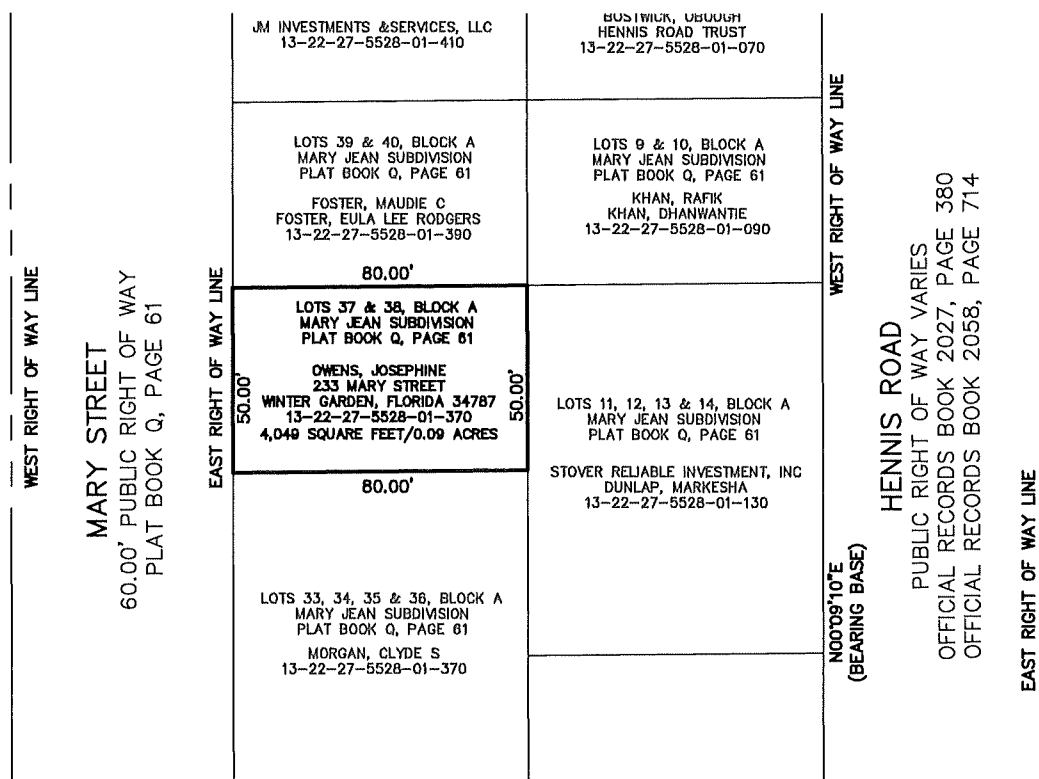 JM INVESTMENTS &SERVICES, LLC
13-22-27-5528-01-410
BOSTWICK, UBOUGH
HENNIS ROAD TRUST
13-22-27-5528-01-070
LOTS 39 & 40, BLOCK A
MARY JEAN SUBDIVISION
PLAT BOOK Q, PAGE 61
FOSTER, MAUDIE C
FOSTER, EULA LEE RODGERS
13-22-27-5528-01-390
LOTS 9 & 10, BLOCK A
MARY JEAN SUBDIVISION
PLAT BOOK Q, PAGE 61
KHAN, RAFIK
KHAN, DHANWANTIE
13-22-27-5528-01-090
WEST RIGHT OF WAY LINE
MARY STREET
60.00' PUBLIC RIGHT OF WAY
PLAT BOOK Q, PAGE 61
EAST RIGHT OF WAY LINE
80.00'
50.00'
LOTS 37 & 38, BLOCK A
MARY JEAN SUBDIVISION
PLAT BOOK Q, PAGE 61
OWENS, JOSEPHINE
233 MARY STREET
WINTER GARDEN, FLORIDA 34787
13-22-27-5528-01-370
4,049 SQUARE FEET/0.09 ACRES
50.00'
80.00'
LOTS 11, 12, 13 & 14, BLOCK A
MARY JEAN SUBDIVISION
PLAT BOOK Q, PAGE 61
STOVER RELIABLE INVESTMENT, INC
DUNLAP, MARKESHA
13-22-27-5528-01-130
LOTS 33, 34, 35 & 36, BLOCK A
MARY JEAN SUBDIVISION
PLAT BOOK Q, PAGE 61
MORGAN, CLYDE S
13-22-27-5528-01-370
WEST RIGHT OF WAY LINE
N00°09'10"E
(BEARING BASE)
HENNIS ROAD
PUBLIC RIGHT OF WAY VARIES
OFFICIAL RECORDS BOOK 2027, PAGE 380
OFFICIAL RECORDS BOOK 2058, PAGE 714
EAST RIGHT OF WAY LINE